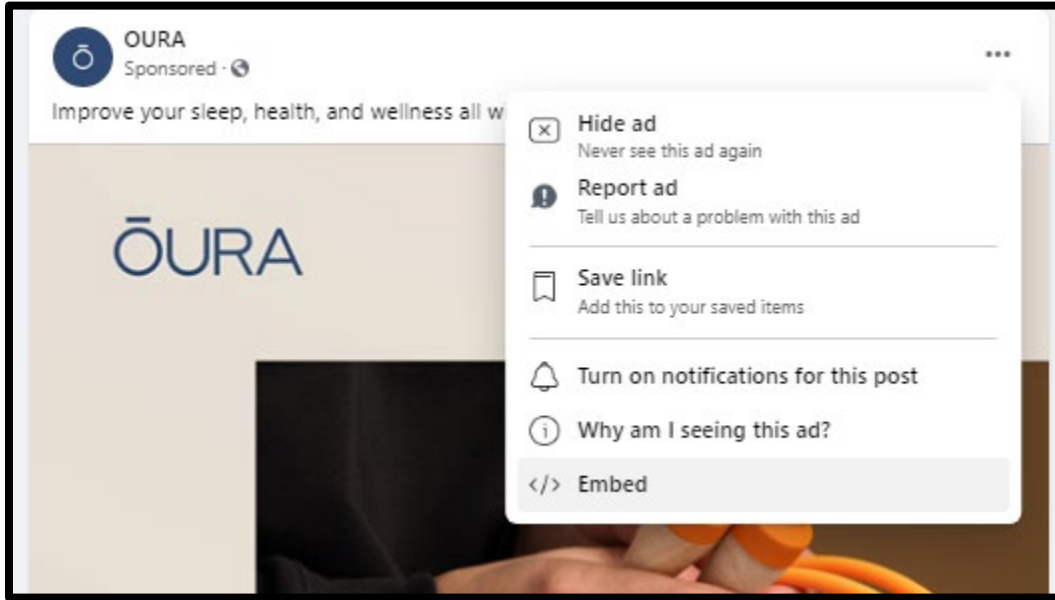 OURA
Sponsored ·
Improve your sleep, health, and wellness all w
Hide ad
Never see this ad again
Report ad
Tell us about a problem with this ad
Save link
Add this to your saved items
Turn on notifications for this post
Why am I seeing this ad?
</> Embed
ŌURA